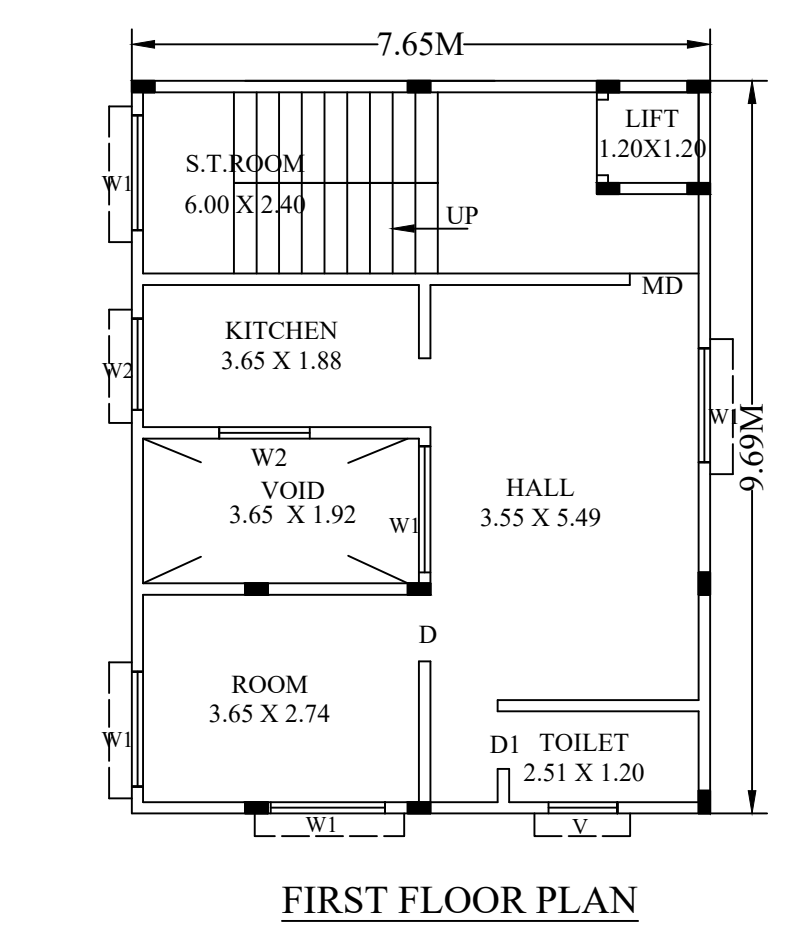 7.65M
LIFT
1.20X1.20
S.T.ROOM
W1
6.00 X 2.40
UP
MD
KITCHEN
3.65 X 1.88
W2
W1
9.69M
W2
VOID
3.65 X 1.92
W1
HALL
3.55 X 5.49
D
ROOM
3.65 X 2.74
W1
D1
TOILET
2.51 X 1.20
W1
V
FIRST FLOOR PLAN